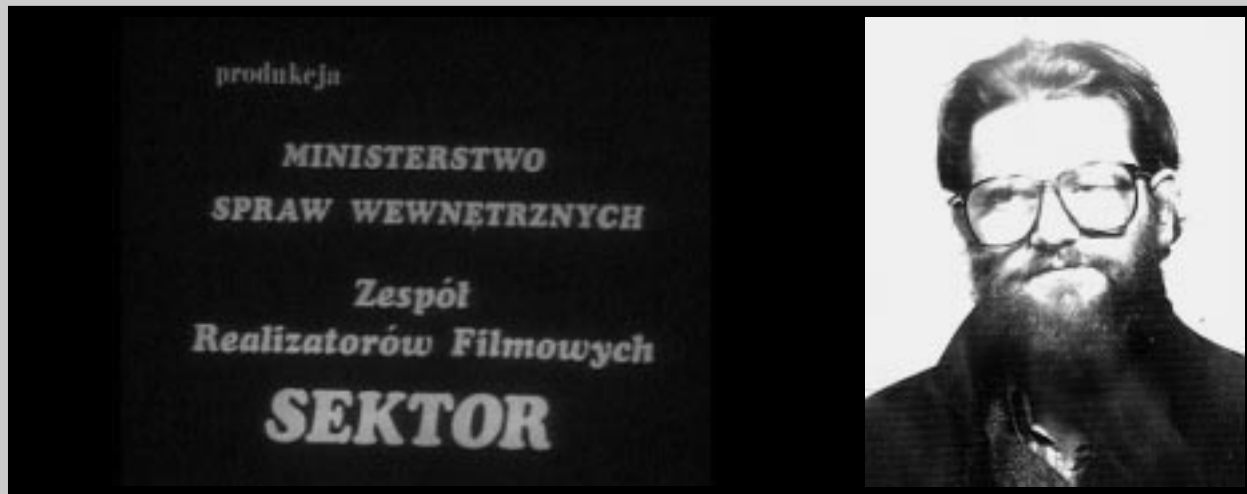 produkcja
MINISTERSTWO
SPRAW WEWNĘTRZNYCH
Zespół
Realizatorów Filmowych
SEKTOR